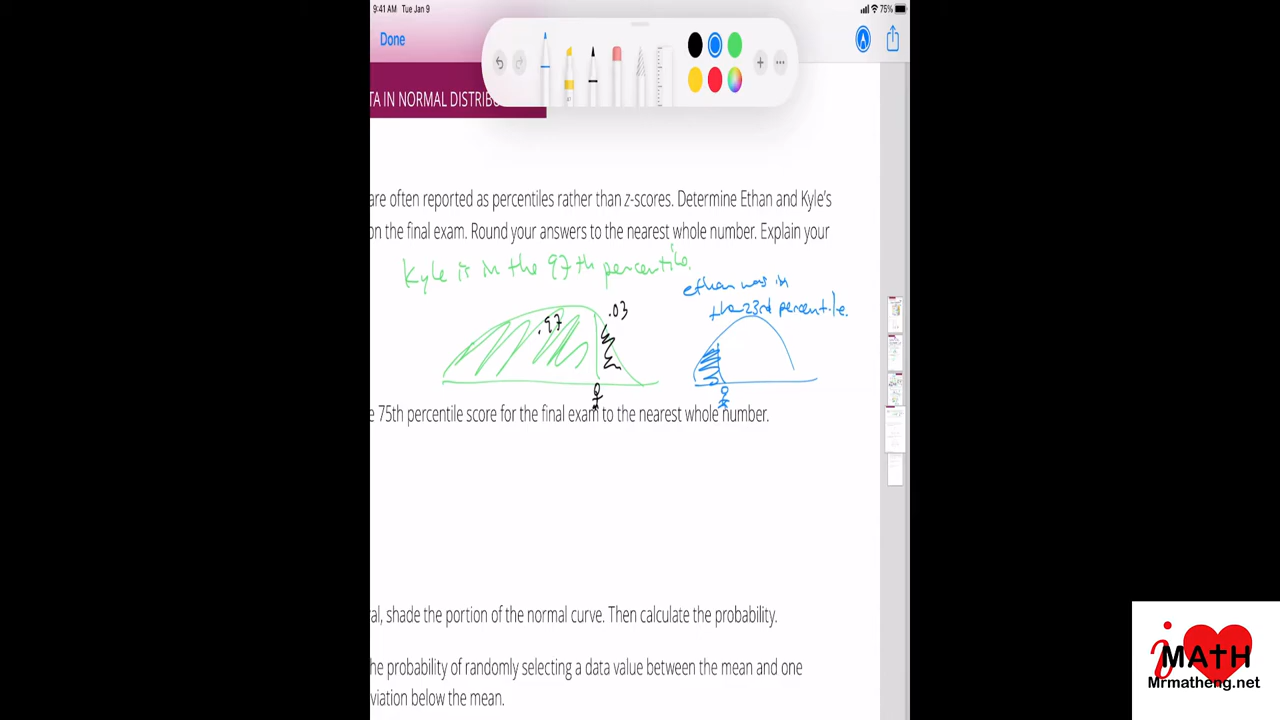 9:41 AM Tue Jan 9
75%
Done
TA IN NORMAL DISTRIB
are often reported as percentiles rather than z-scores. Determine Ethan and Kyle's
on the final exam. Round your answers to the nearest whole number. Explain your
Kyle is in the 97th percentile.
ethan was in
the 23rd percentile.
.97
.03
e 75th percentile score for the final exam to the nearest whole number.
al, shade the portion of the normal curve. Then calculate the probability.
he probability of randomly selecting a data value between the mean and one
viation below the mean.
i
MATH
Mrmatheng.net